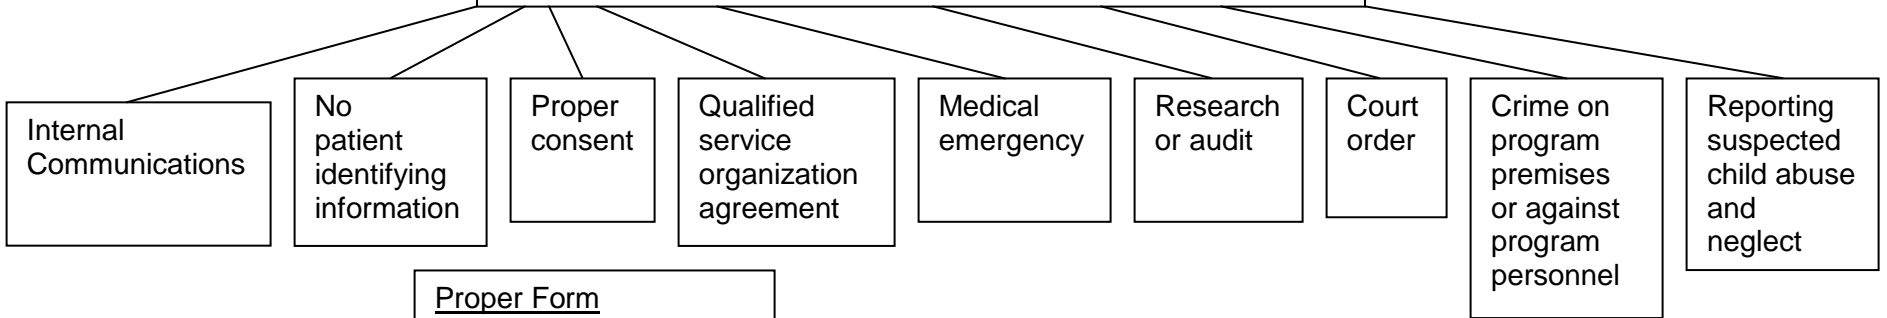 Internal
Communications
No
patient
identifying
information
Proper
consent
Qualified
service
organization
agreement
Medical
emergency
Research
or audit
Court
order
Crime on
program
premises
or against
program
personnel
Reporting
suspected
child abuse
and
neglect
Proper Form